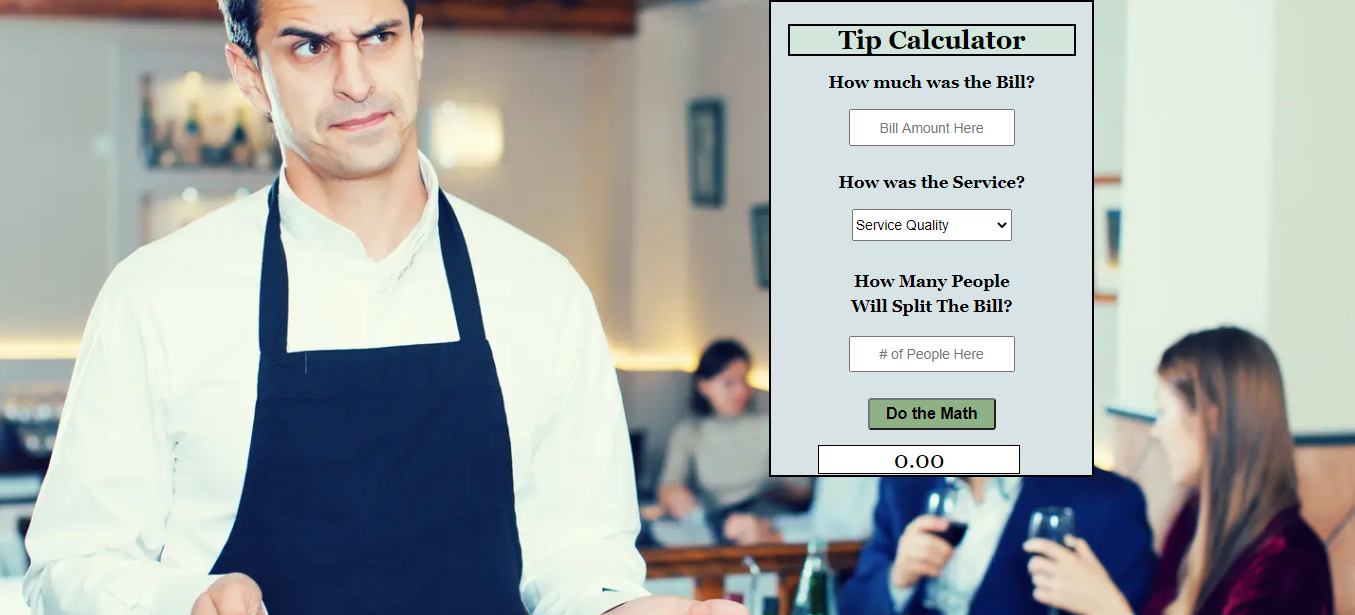 Tip Calculator
How much was the Bill?
Bill Amount Here
How was the Service?
Service Quality
How Many People
Will Split The Bill?
# of People Here
Do the Math
0.00